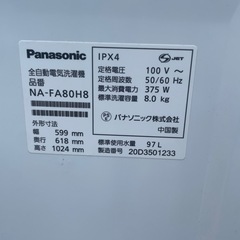 Panasonic
全自動電気洗濯機
品番
NA-FA80H8
外形寸法
幅 599 mm
奥行 618 mm
高さ 1024 mm
IPX4
JET
定格電圧 100 V～
定格周波数 50/60 Hz
最大消費電力 375 W
標準洗濯容量 8.0 kg
パナソニック株式会社
中国製
標準使用水量 97 L
製造番号 20D3501233